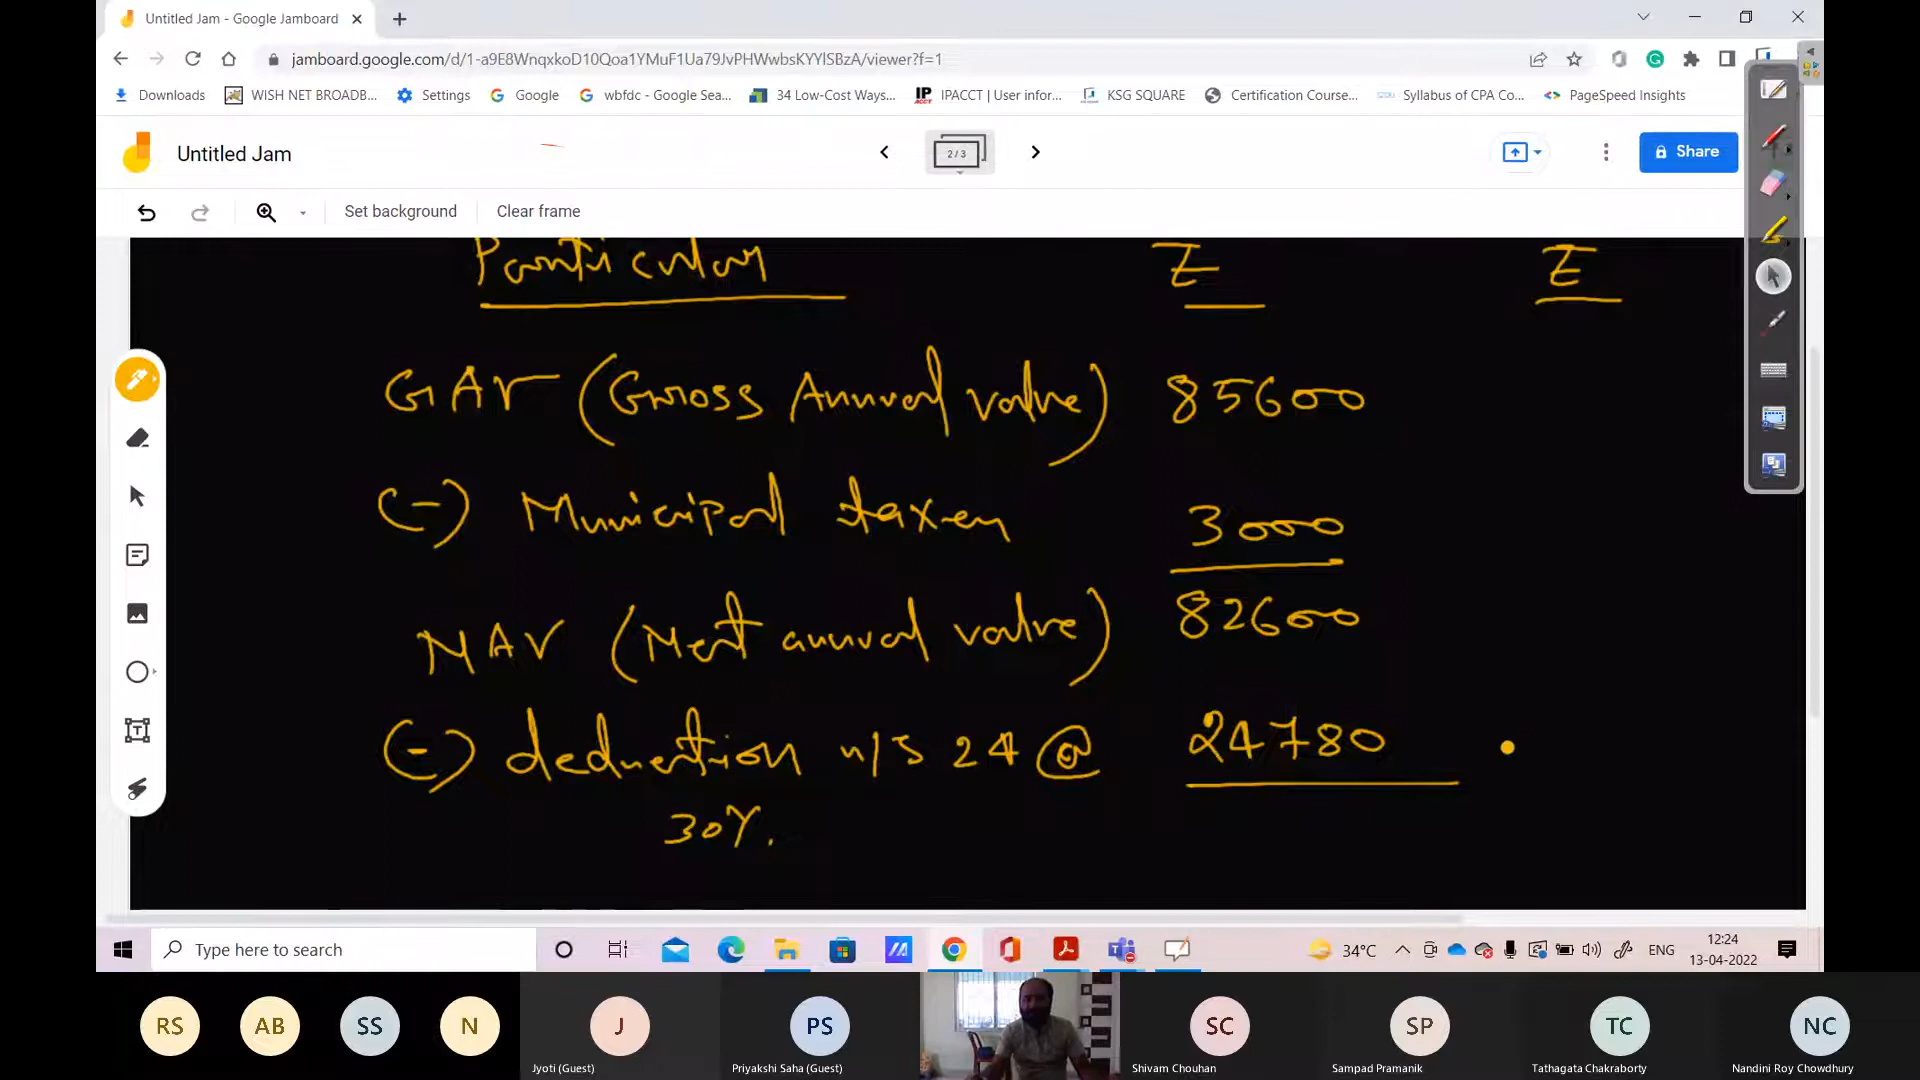 Untitled Jam - Google Jamboard
jamboard.google.com/d/1-a9E8WnqxkoD10Qoa1YMuF1Ua79JvPHWwbsKYYlSBzA/viewer?f=1
Downloads WISH NET BROADB... Settings Google wbfdc - Google Sea... 34 Low-Cost Ways... IPACCT | User infor... KSG SQUARE Certification Course... Syllabus of CPA Co... PageSpeed Insights
Untitled Jam 2 / 3 Share
Set background Clear frame
Particular
GAV (Gross Annual value) 85600
(-) Municipal taxes 3000
NAV (Net annual value) 82600
(-) deduction u/s 24 @ 24780
30%.
Type here to search 34°C ENG 12:24
13-04-2022
RS AB SS N J PS SC SP TC NC
Jyoti (Guest) Priyakshi Saha (Guest) Shivam Chouhan Sampad Pramanik Tathagata Chakraborty Nandini Roy Chowdhury